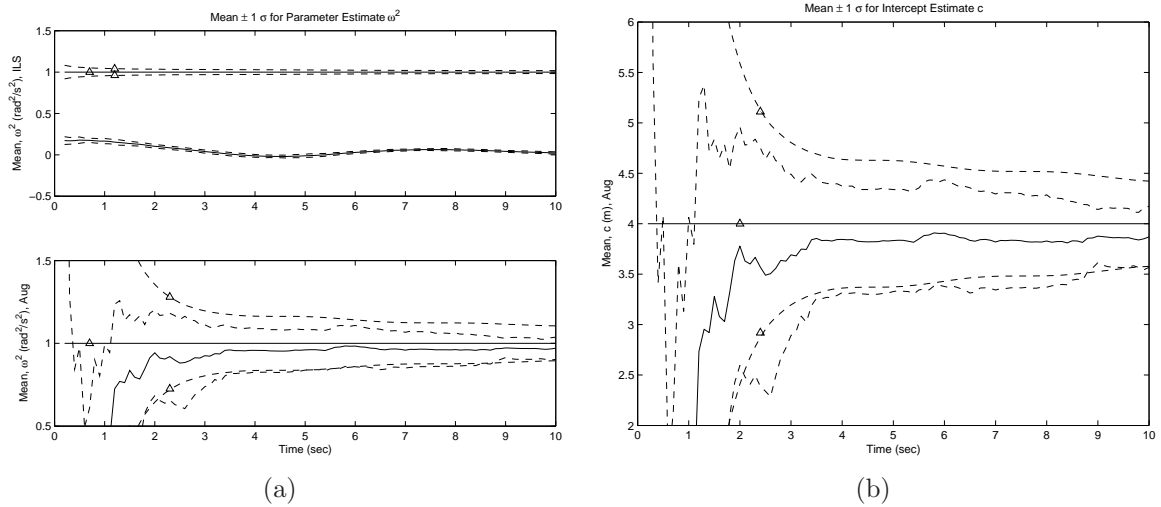 Mean ± 1 σ for Parameter Estimate ω²
Mean, ω² (rad²/s²), ILS
1.5
1
0.5
0
−0.5
0 1 2 3 4 5 6 7 8 9 10
Mean, ω² (rad²/s²), Aug
1.5
1
0.5
0 1 2 3 4 5 6 7 8 9 10
Time (sec)
(a)
Mean ± 1 σ for Intercept Estimate c
Mean, c (m), Aug
6
5.5
5
4.5
4
3.5
3
2.5
2
0 1 2 3 4 5 6 7 8 9 10
Time (sec)
(b)